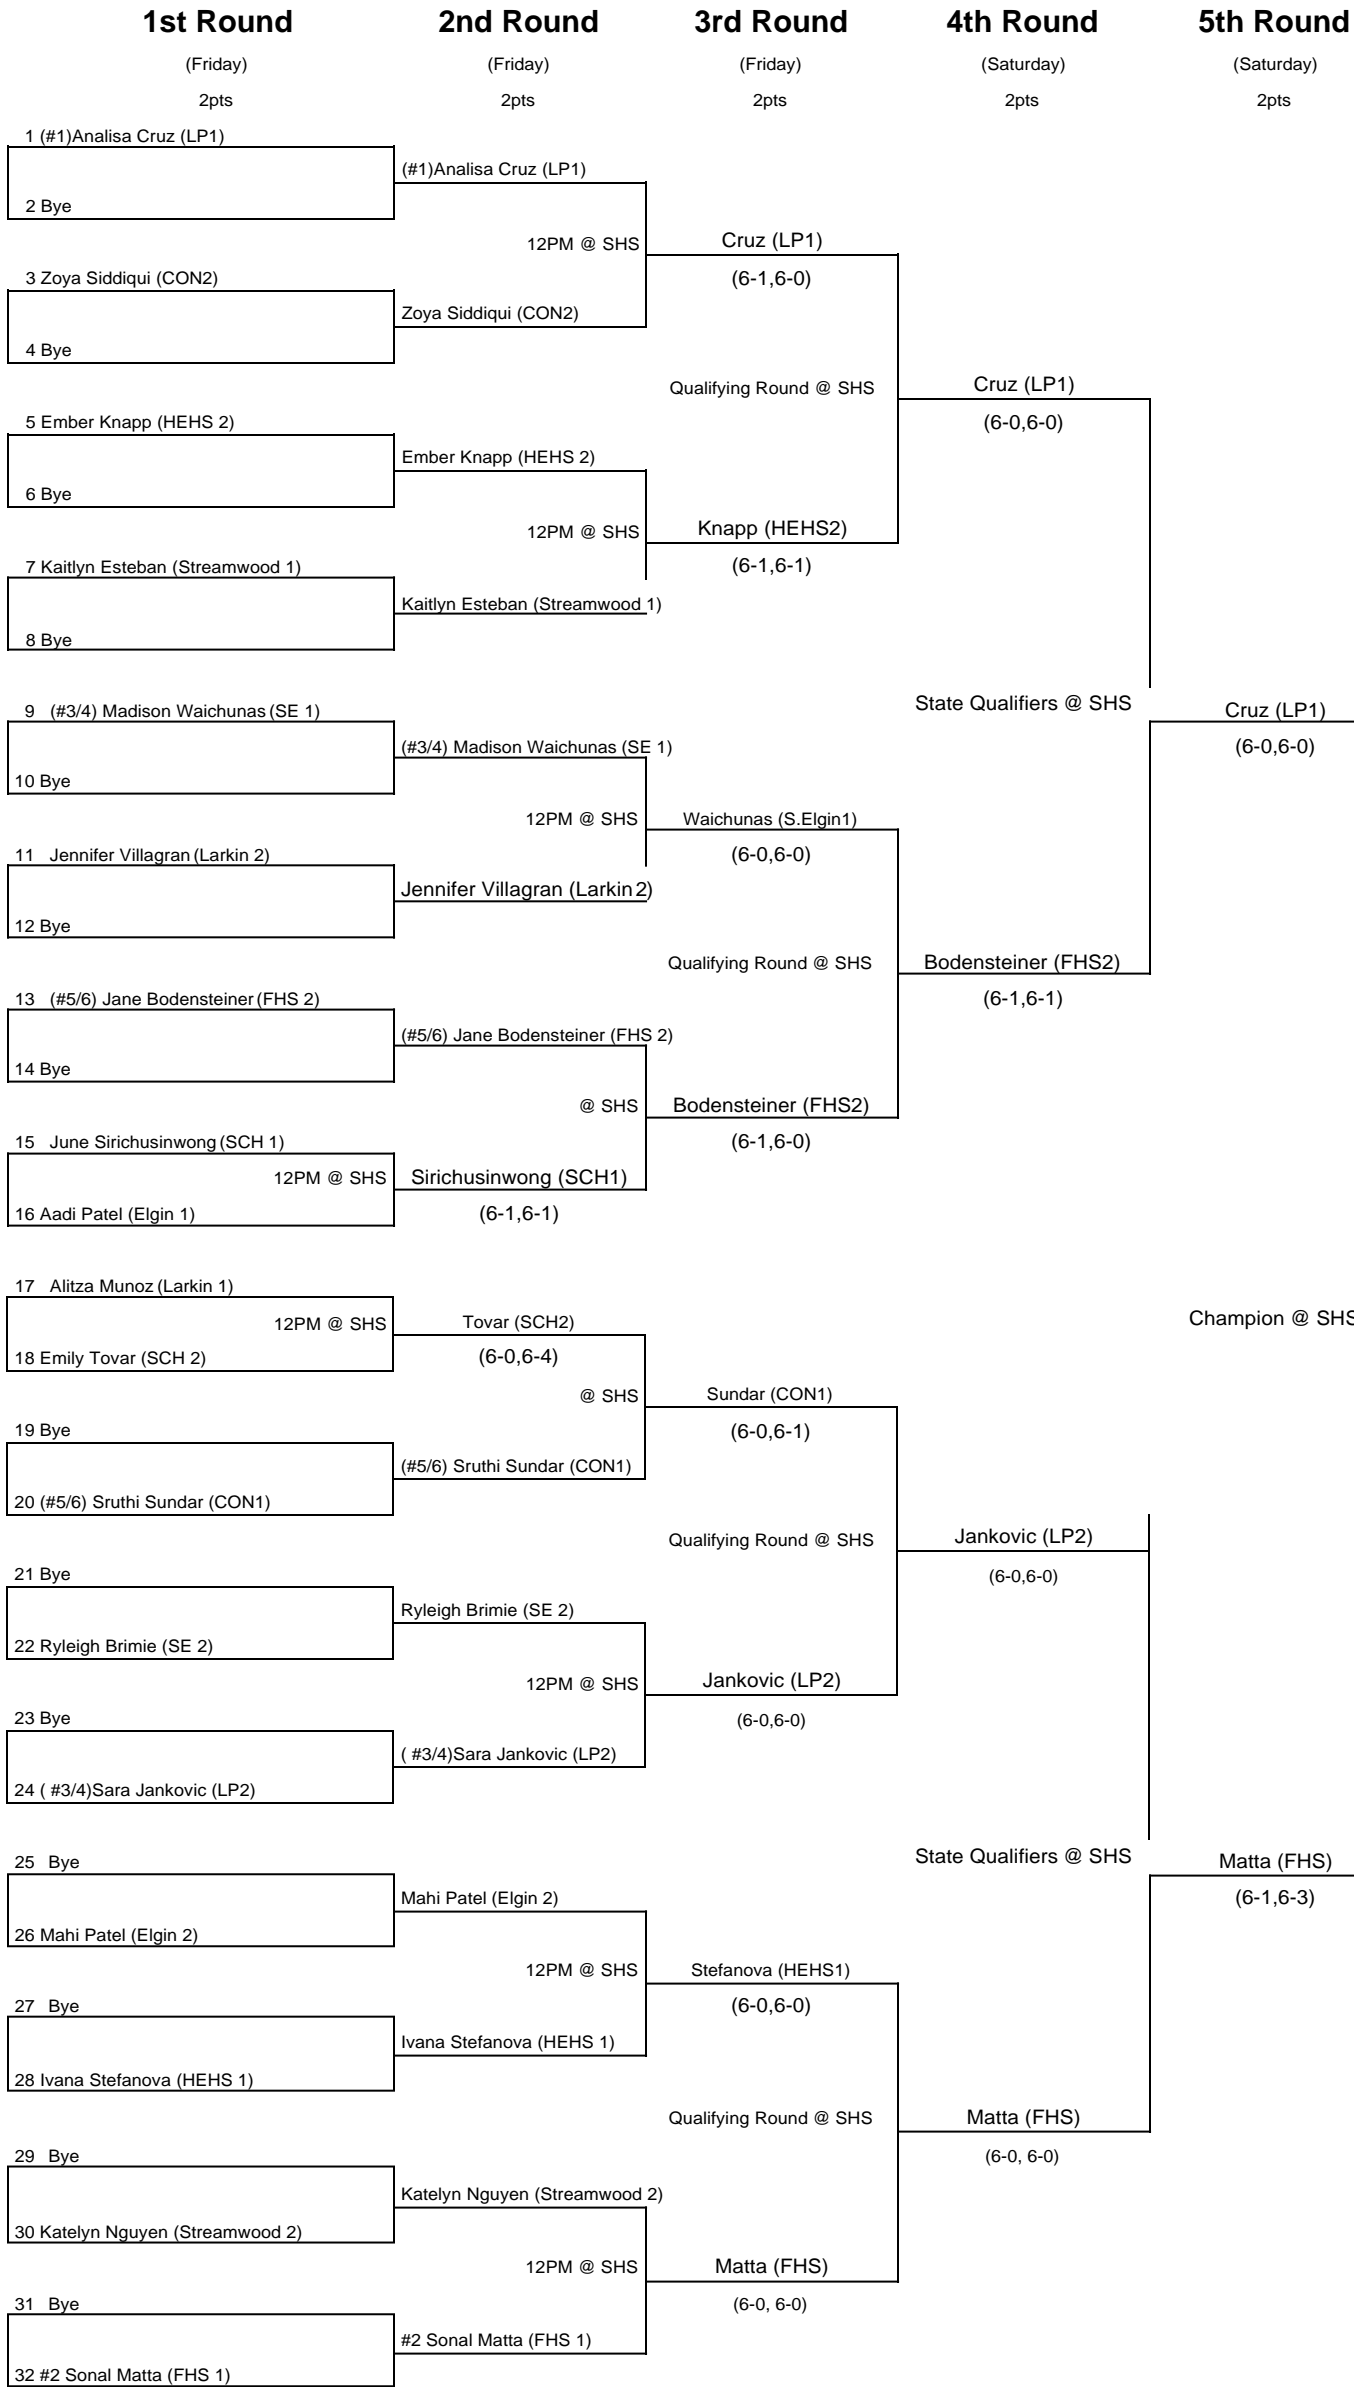 1st Round
2nd Round
3rd Round
4th Round
5th Round
(Friday)
(Friday)
(Friday)
(Saturday)
(Saturday)
2pts
2pts
2pts
2pts
2pts
1 (#1)Analisa Cruz (LP1)
(#1)Analisa Cruz (LP1)
2 Bye
12PM @ SHS
Cruz (LP1)
(6-1,6-0)
3 Zoya Siddiqui (CON2)
Zoya Siddiqui (CON2)
4 Bye
Qualifying Round @ SHS
Cruz (LP1)
(6-0,6-0)
5 Ember Knapp (HEHS 2)
Ember Knapp (HEHS 2)
6 Bye
12PM @ SHS
Knapp (HEHS2)
(6-1,6-1)
7 Kaitlyn Esteban (Streamwood 1)
Kaitlyn Esteban (Streamwood 1)
8 Bye
State Qualifiers @ SHS
Cruz (LP1)
(6-0,6-0)
9 (#3/4) Madison Waichunas (SE 1)
(#3/4) Madison Waichunas (SE 1)
10 Bye
12PM @ SHS
Waichunas (S.Elgin1)
(6-0,6-0)
11 Jennifer Villagran (Larkin 2)
Jennifer Villagran (Larkin 2)
12 Bye
Qualifying Round @ SHS
Bodensteiner (FHS2)
(6-1,6-1)
13 (#5/6) Jane Bodensteiner (FHS 2)
(#5/6) Jane Bodensteiner (FHS 2)
14 Bye
@ SHS
Bodensteiner (FHS2)
(6-1,6-0)
15 June Sirichusinwong (SCH 1)
12PM @ SHS
Sirichusinwong (SCH1)
16 Aadi Patel (Elgin 1)
(6-1,6-1)
17 Alitza Munoz (Larkin 1)
12PM @ SHS
Tovar (SCH2)
Champion @ SHS
18 Emily Tovar (SCH 2)
(6-0,6-4)
@ SHS
Sundar (CON1)
(6-0,6-1)
19 Bye
(#5/6) Sruthi Sundar (CON1)
20 (#5/6) Sruthi Sundar (CON1)
Qualifying Round @ SHS
Jankovic (LP2)
(6-0,6-0)
21 Bye
Ryleigh Brimie (SE 2)
22 Ryleigh Brimie (SE 2)
12PM @ SHS
Jankovic (LP2)
(6-0,6-0)
23 Bye
( #3/4)Sara Jankovic (LP2)
24 ( #3/4)Sara Jankovic (LP2)
State Qualifiers @ SHS
Matta (FHS)
(6-1,6-3)
25 Bye
Mahi Patel (Elgin 2)
26 Mahi Patel (Elgin 2)
12PM @ SHS
Stefanova (HEHS1)
(6-0,6-0)
27 Bye
Ivana Stefanova (HEHS 1)
28 Ivana Stefanova (HEHS 1)
Qualifying Round @ SHS
Matta (FHS)
(6-0, 6-0)
29 Bye
Katelyn Nguyen (Streamwood 2)
30 Katelyn Nguyen (Streamwood 2)
12PM @ SHS
Matta (FHS)
(6-0, 6-0)
31 Bye
#2 Sonal Matta (FHS 1)
32 #2 Sonal Matta (FHS 1)